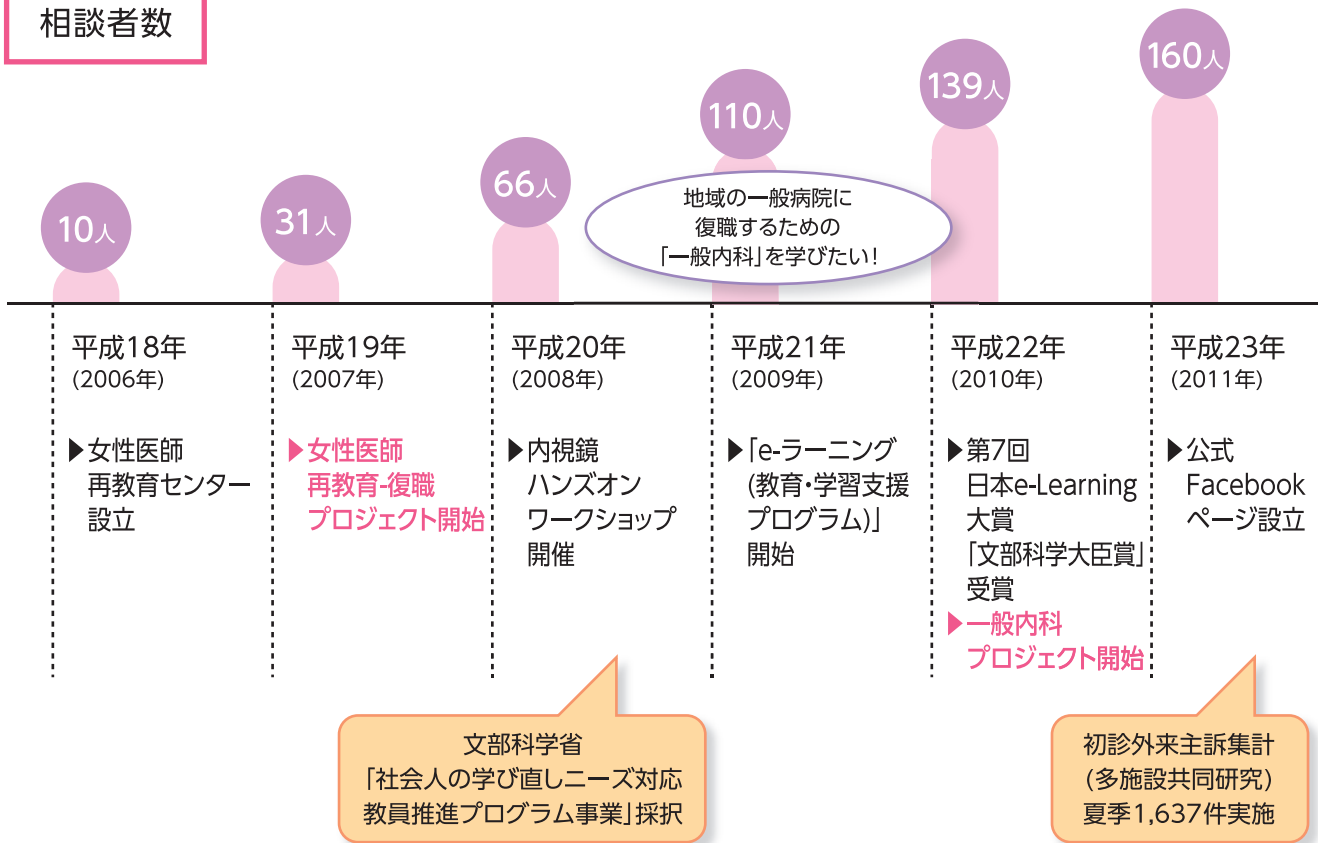 相談者数
10人
31人
66人
110人
139人
160人
地域の一般病院に
復職するための
「一般内科」を学びたい!
平成18年
(2006年)
▶女性医師
再教育センター
設立
平成19年
(2007年)
▶女性医師
再教育-復職
プロジェクト開始
平成20年
(2008年)
▶内視鏡
ハンズオン
ワークショップ
開催
平成21年
(2009年)
▶「e-ラーニング
(教育・学習支援
プログラム)」
開始
平成22年
(2010年)
▶第7回
日本e-Learning
大賞
「文部科学大臣賞」
受賞
▶一般内科
プロジェクト開始
平成23年
(2011年)
▶公式
Facebook
ページ設立
文部科学省
「社会人の学び直しニーズ対応
教員推進プログラム事業」採択
初診外来主訴集計
(多施設共同研究)
夏季1,637件実施